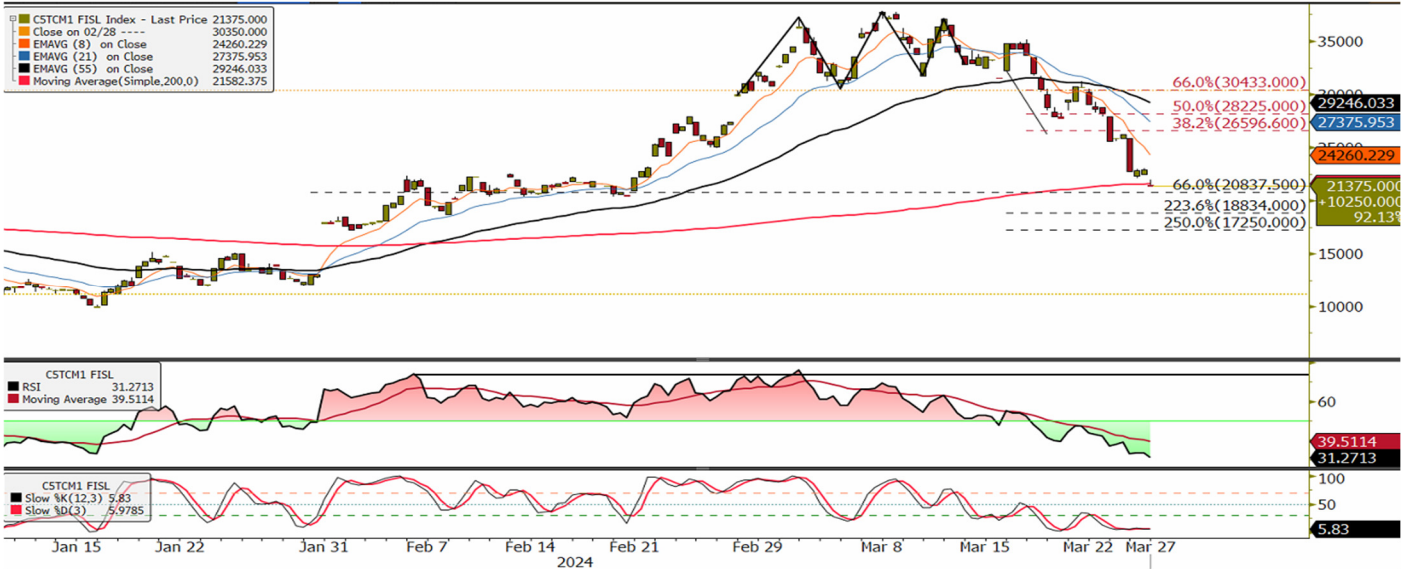 C5TCM1 FISL Index - Last Price 21375.000
Close on 02/28 ---- 30350.000
EMAVG (8) on Close 24260.229
EMAVG (21) on Close 27375.953
EMAVG (55) on Close 29246.033
Moving Average(Simple,200,0) 21582.375
35000
66.0%(30433.000)
29246.033
50.0%(28225.000)
27375.953
38.2%(26596.600)
24260.229
66.0%(20837.500)
21375.000
+10250.000
92.13%
223.6%(18834.000)
250.0%(17250.000)
15000
10000
C5TCM1 FISL
RSI 31.2713
Moving Average 39.5114
60
39.5114
31.2713
C5TCM1 FISL
Slow %K(12,3) 5.83
Slow %D(3) 5.9785
100
50
5.83
Jan 15 Jan 22 Jan 31 Feb 7 Feb 14 Feb 21 Feb 29 Mar 8 Mar 15 Mar 22 Mar 27
2024